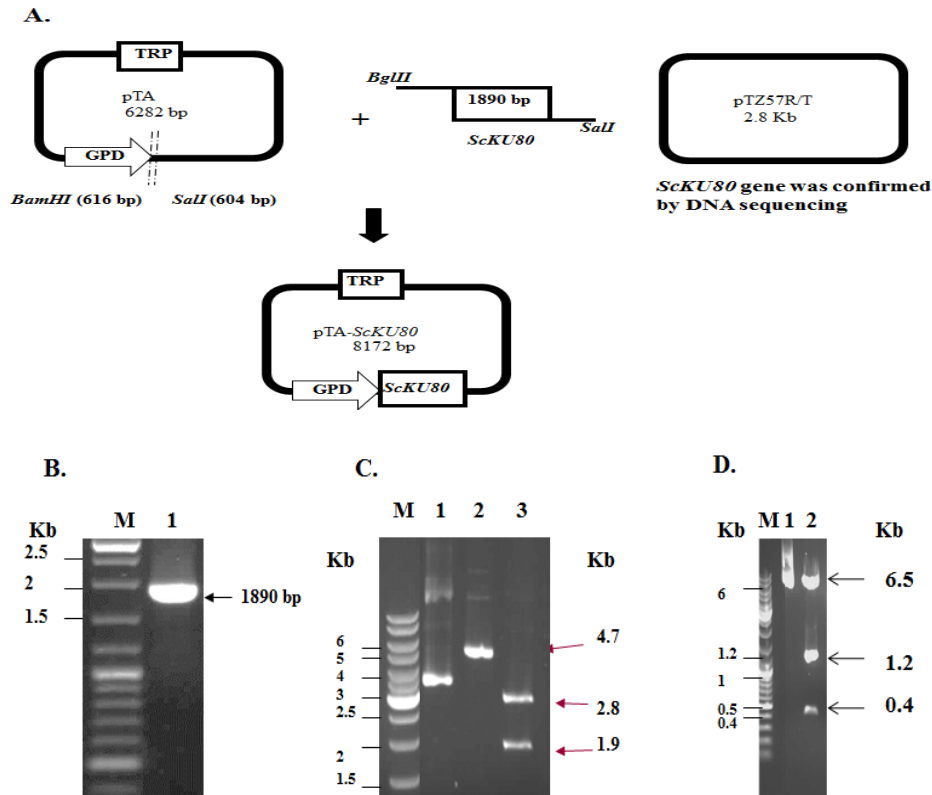 A.
TRP
pTA
6282 bp
GPD
BamHI (616 bp) SalI (604 bp)
+
BglII
1890 bp
SalI
ScKU80
pTZ57R/T
2.8 Kb
ScKU80 gene was confirmed
by DNA sequencing
TRP
pTA-ScKU80
8172 bp
GPD
ScKU80
B.
Kb
M 1
2.5
2
1.5
1890 bp
C.
M 1 2 3
Kb
Kb
6
5
4
3
2.5
2
1.5
4.7
2.8
1.9
D.
Kb
M 1 2
Kb
6
1.2
1
0.5
0.4
6.5
1.2
0.4